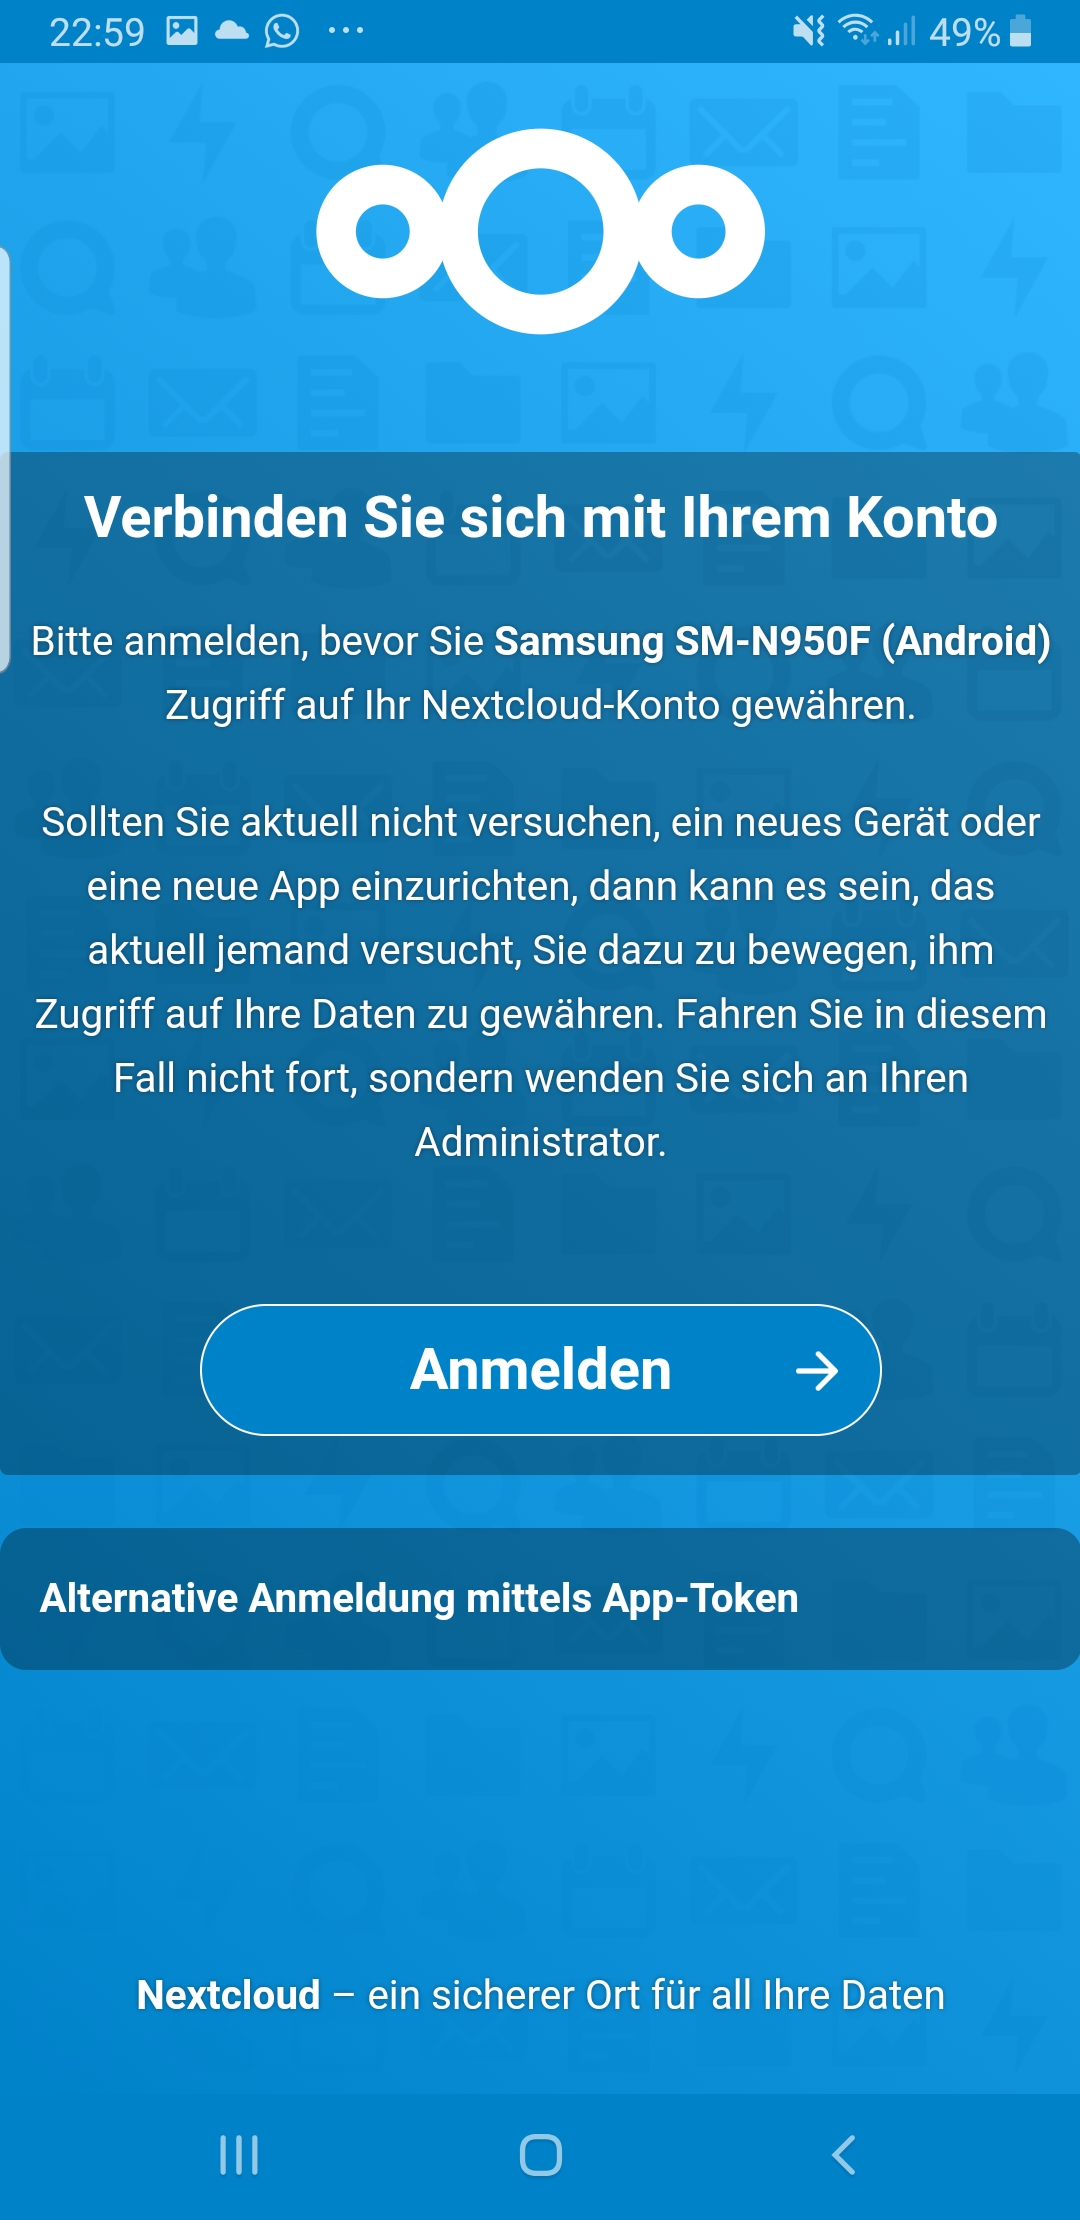 22:59
49%
Verbinden Sie sich mit Ihrem Konto
Bitte anmelden, bevor Sie Samsung SM-N950F (Android)
Zugriff auf Ihr Nextcloud-Konto gewähren.
Sollten Sie aktuell nicht versuchen, ein neues Gerät oder
eine neue App einzurichten, dann kann es sein, das
aktuell jemand versucht, Sie dazu zu bewegen, ihm
Zugriff auf Ihre Daten zu gewähren. Fahren Sie in diesem
Fall nicht fort, sondern wenden Sie sich an Ihren
Administrator.
Anmelden
Alternative Anmeldung mittels App-Token
Nextcloud – ein sicherer Ort für all Ihre Daten